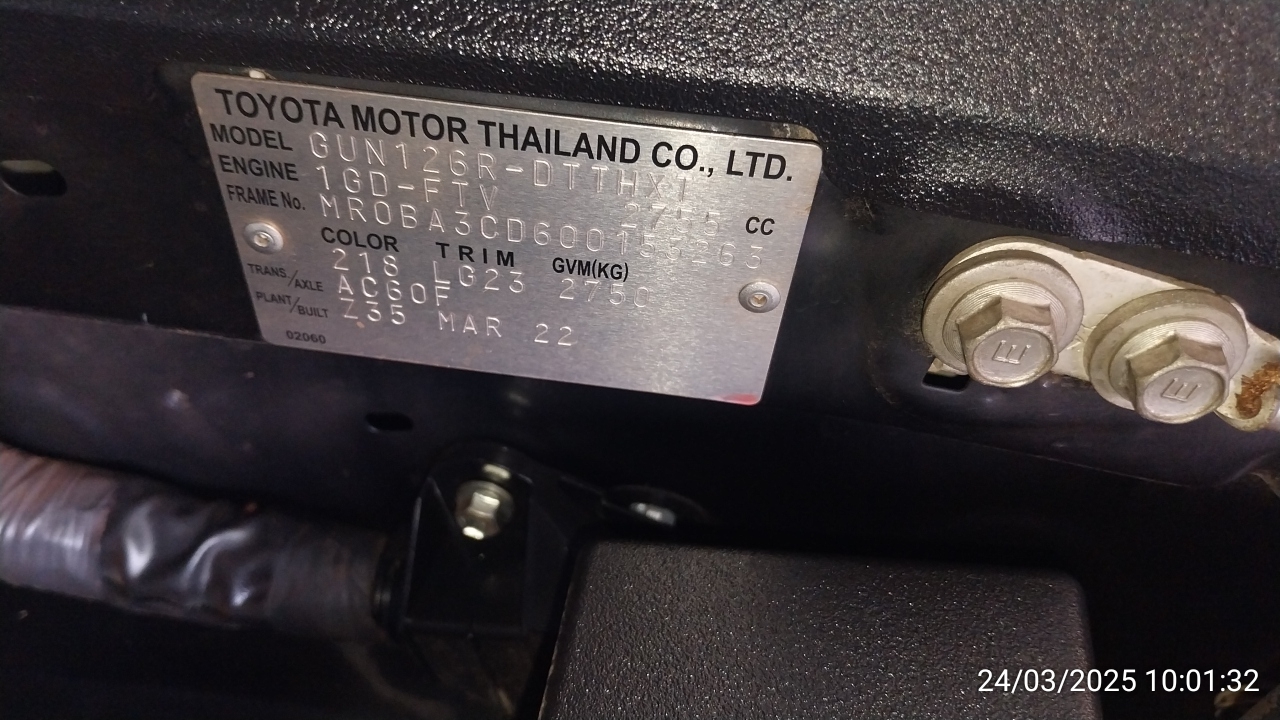 TOYOTA MOTOR THAILAND CO., LTD.
MODEL GUN126R-DTTHXT
ENGINE 1GD-FTV 2755 CC
FRAME No. MR0BA3CD600153263
COLOR TRIM GVM(KG)
218 LG23 2750
TRANS./AXLE AC60F
PLANT/BUILT Z35 MAR 22
02060
E
E
24/03/2025 10:01:32